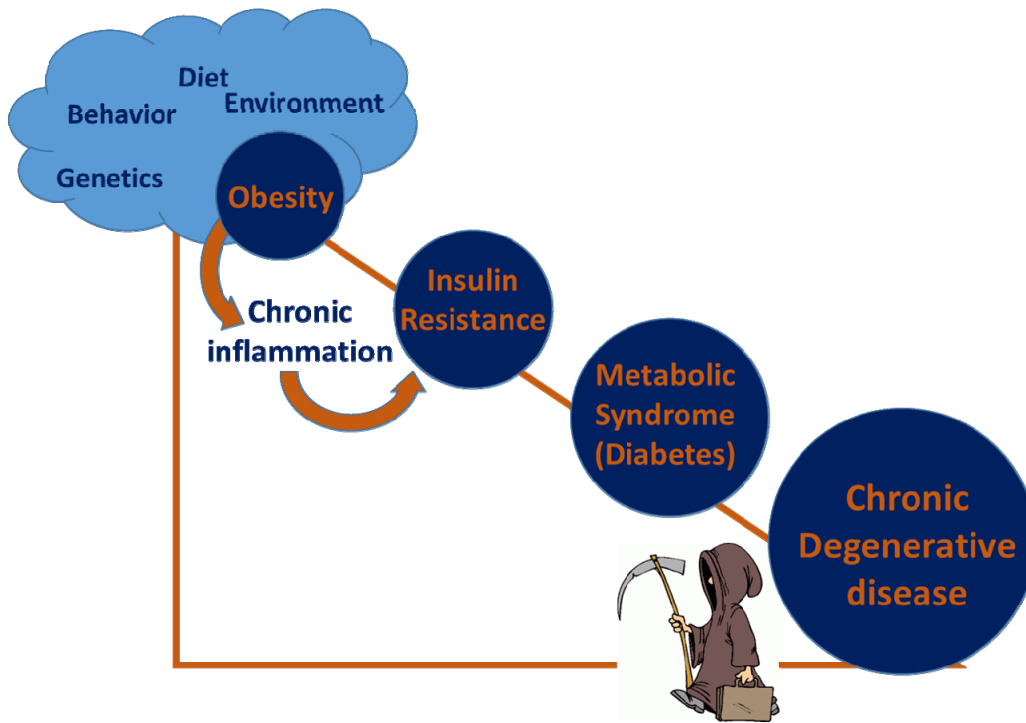 Diet
Environment
Behavior
Genetics
Obesity
Chronic
inflammation
Insulin
Resistance
Metabolic
Syndrome
(Diabetes)
Chronic
Degenerative
disease